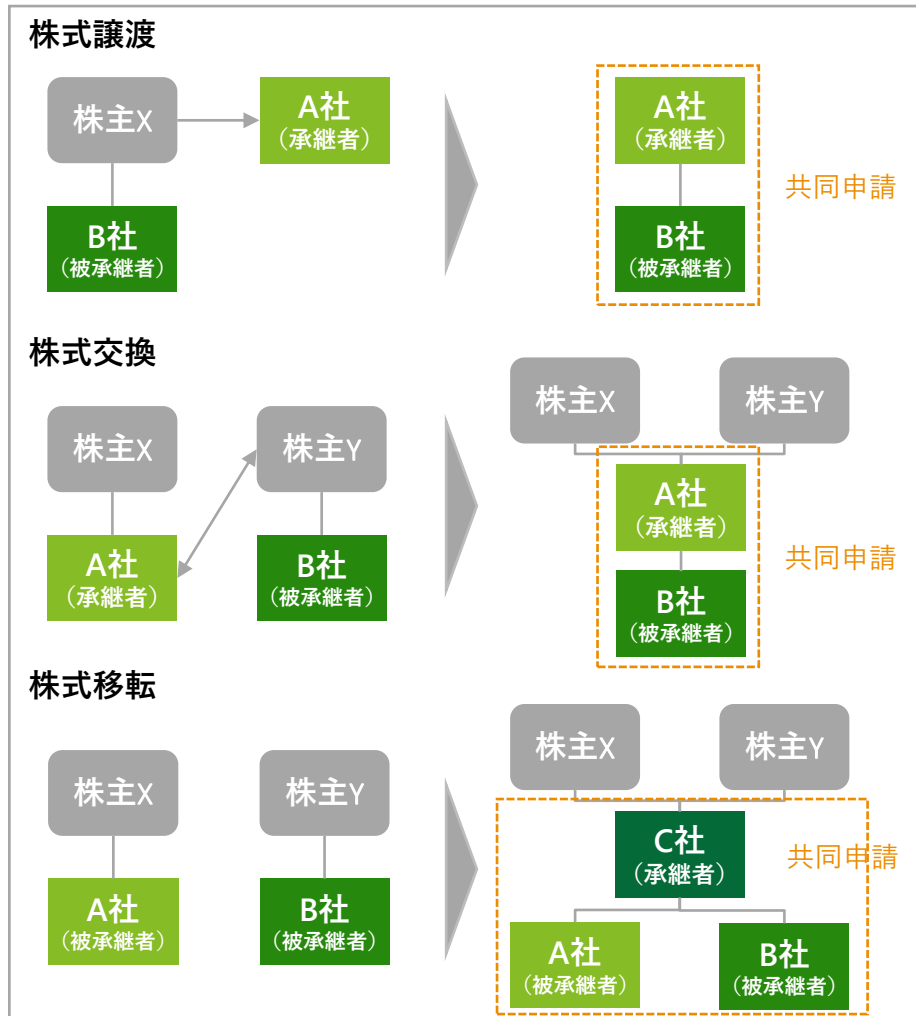 株式譲渡
株主X
A社
(承継者)
B社
(被承継者)
A社
(承継者)
B社
(被承継者)
共同申請
株式交換
株主X
株主Y
A社
(承継者)
B社
(被承継者)
株主X
株主Y
A社
(承継者)
B社
(被承継者)
共同申請
株式移転
株主X
株主Y
A社
(被承継者)
B社
(被承継者)
株主X
株主Y
C社
(承継者)
共同申請
A社
(被承継者)
B社
(被承継者)